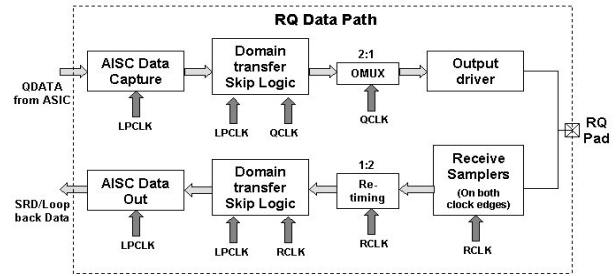 RQ Data Path
AISC Data
Capture
Domain
transfer
Skip Logic
2:1
OMUX
Output
driver
QDATA
from ASIC
LPCLK
LPCLK
QCLK
QCLK
RQ
Pad
AISC Data
Out
Domain
transfer
Skip Logic
1:2
Re-
timing
Receive
Samplers
(On both
clock edges)
SRD/Loop
back Data
LPCLK
LPCLK
RCLK
RCLK
RCLK